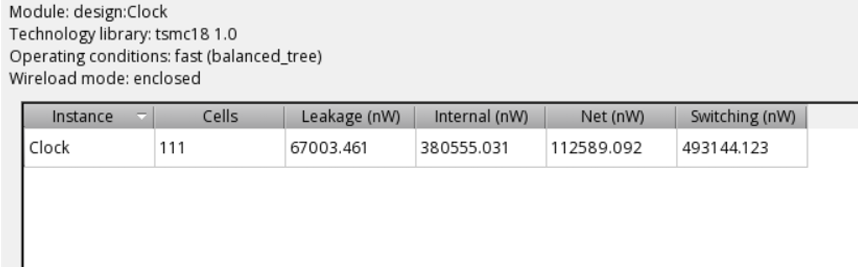 Module: design:Clock
Technology library: tsmc18 1.0
Operating conditions: fast (balanced_tree)
Wireload mode: enclosed
Instance Cells Leakage (nW) Internal (nW) Net (nW) Switching (nW)
Clock 111 67003.461 380555.031 112589.092 493144.123